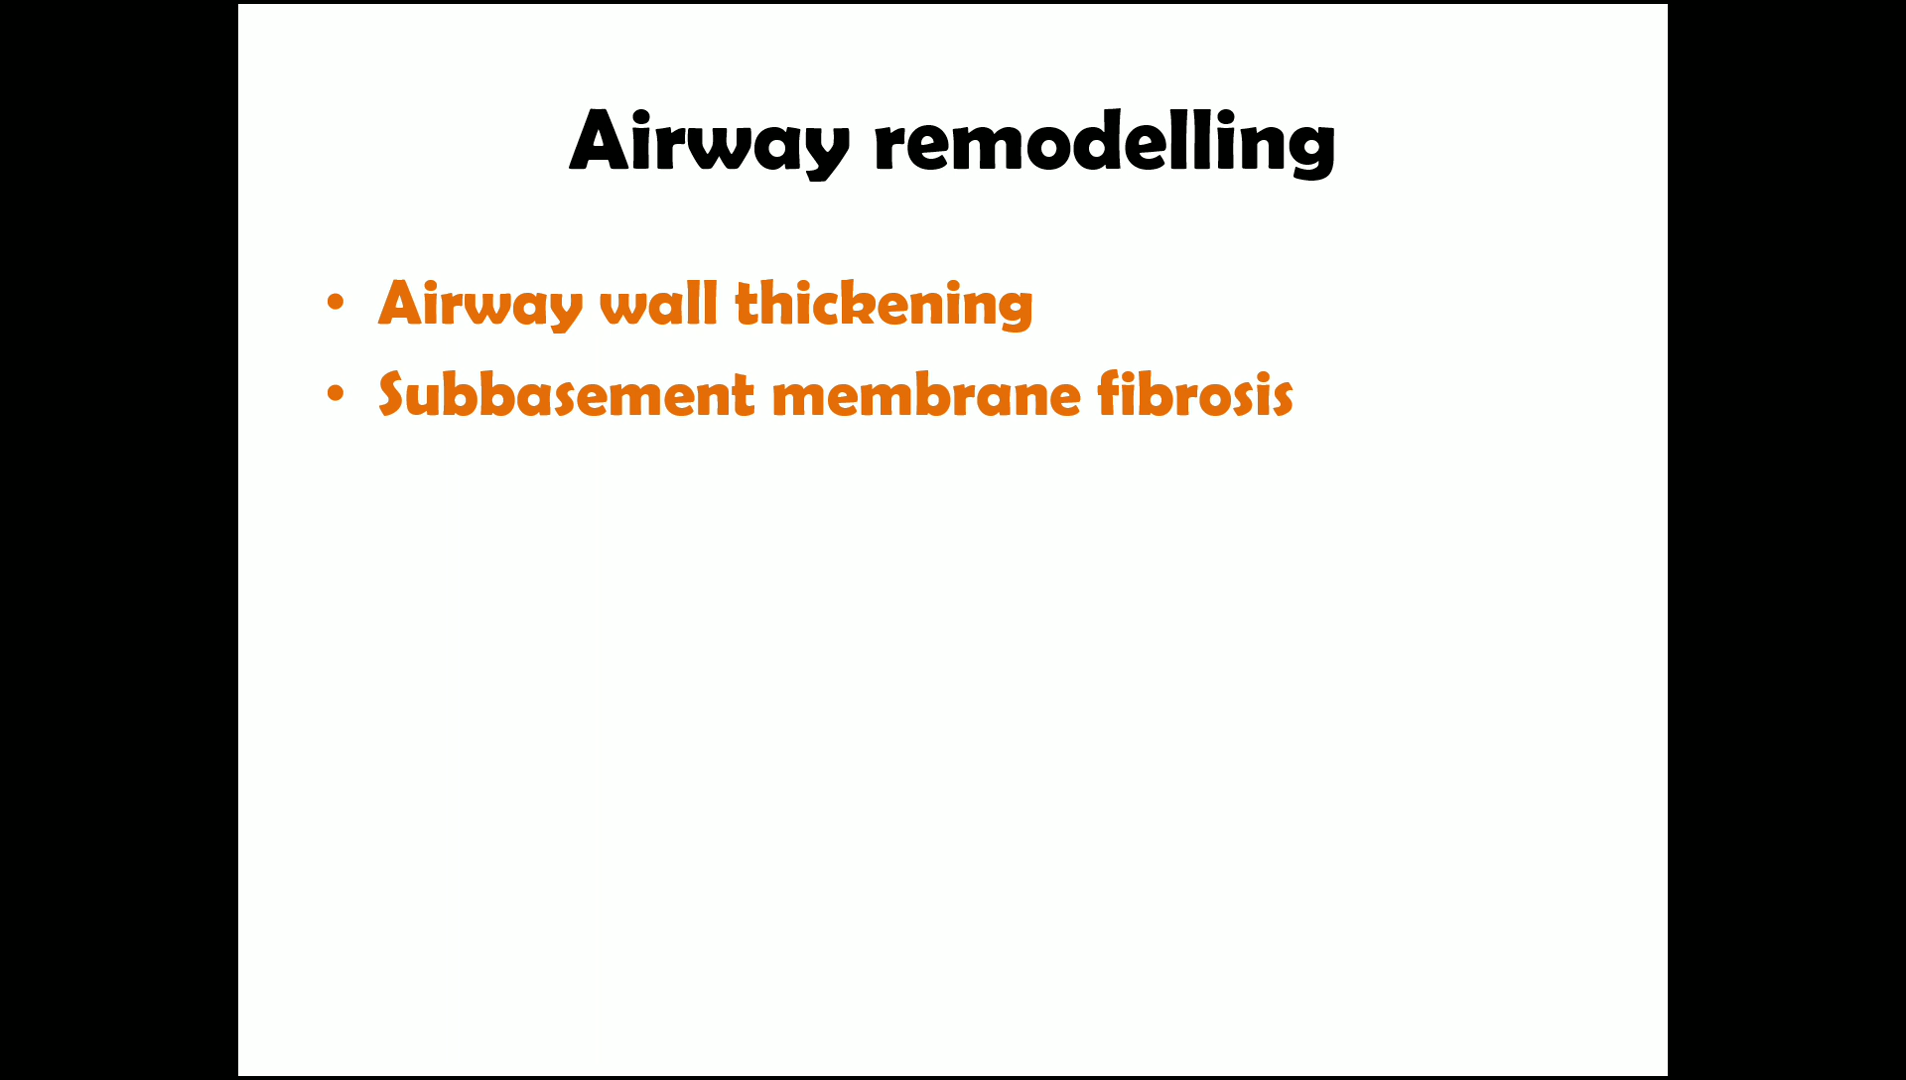 Airway remodelling
• Airway wall thickening
• Subbasement membrane fibrosis